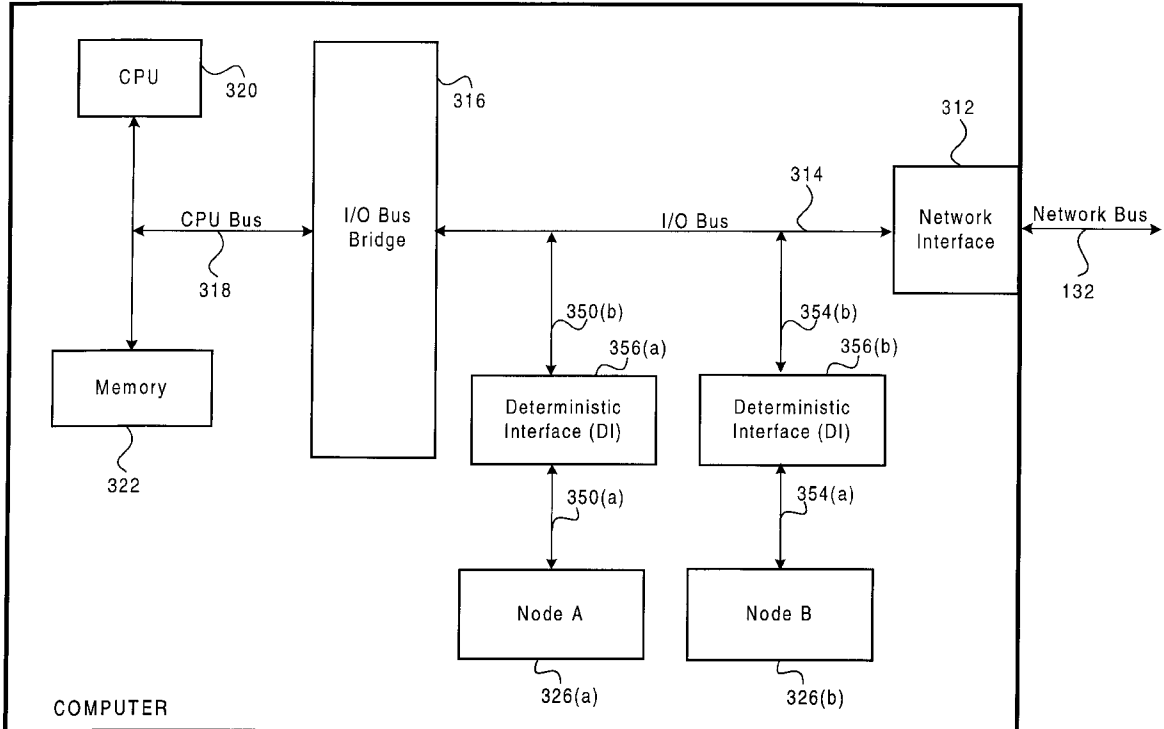 CPU
320
316
312
314
CPU Bus
I/O Bus
Bridge
I/O Bus
Network
Interface
Network Bus
318
132
350(b)
354(b)
356(a)
356(b)
Memory
322
Deterministic
Interface (DI)
Deterministic
Interface (DI)
350(a)
354(a)
Node A
Node B
326(a)
326(b)
COMPUTER